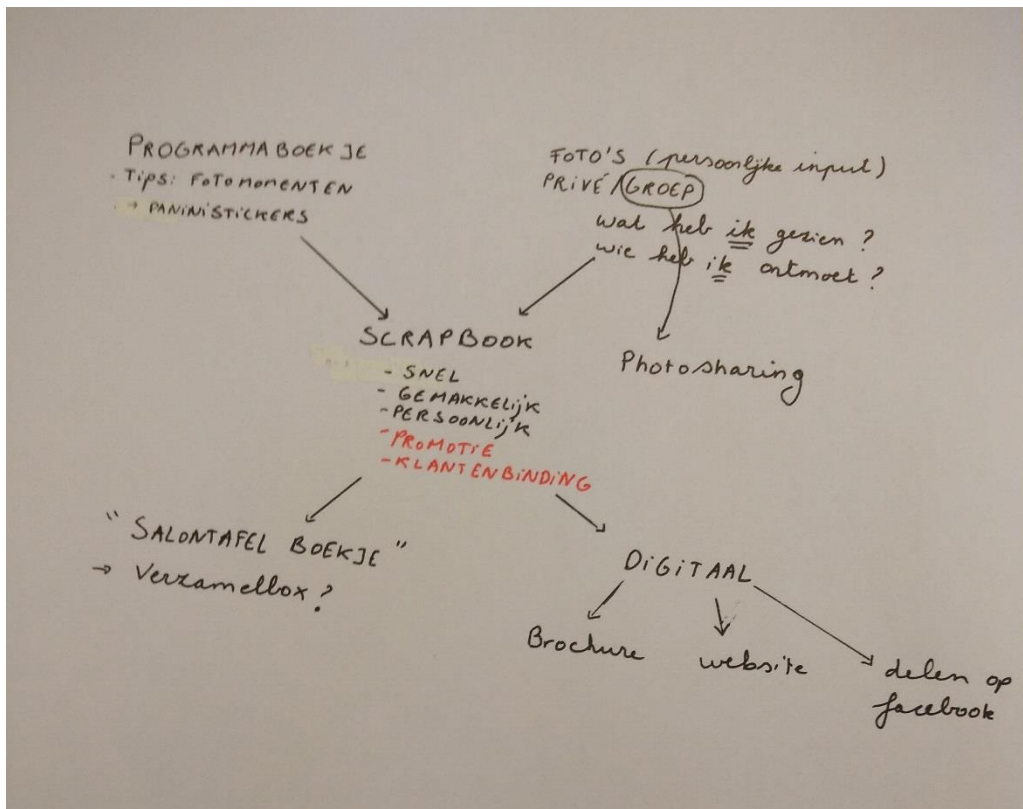 PROGRAMMABOEKJE
- Tips: FOTOMOMENTEN
→ PANINISTICKERS
FOTO'S (persoonlijke input)
PRIVÉ/GROEP
wat heb ik gezien?
wie heb ik ontmoet?
SCRAPBOOK
- SNEL
- GEMAKKELIJK
- PERSOONLIJK
- PROMOTIE
- KLANTENBINDING
Photosharing
"SALONTAFEL BOEKJE"
→ Verzamelbox?
DIGITAAL
Brochure
website
delen op
facebook